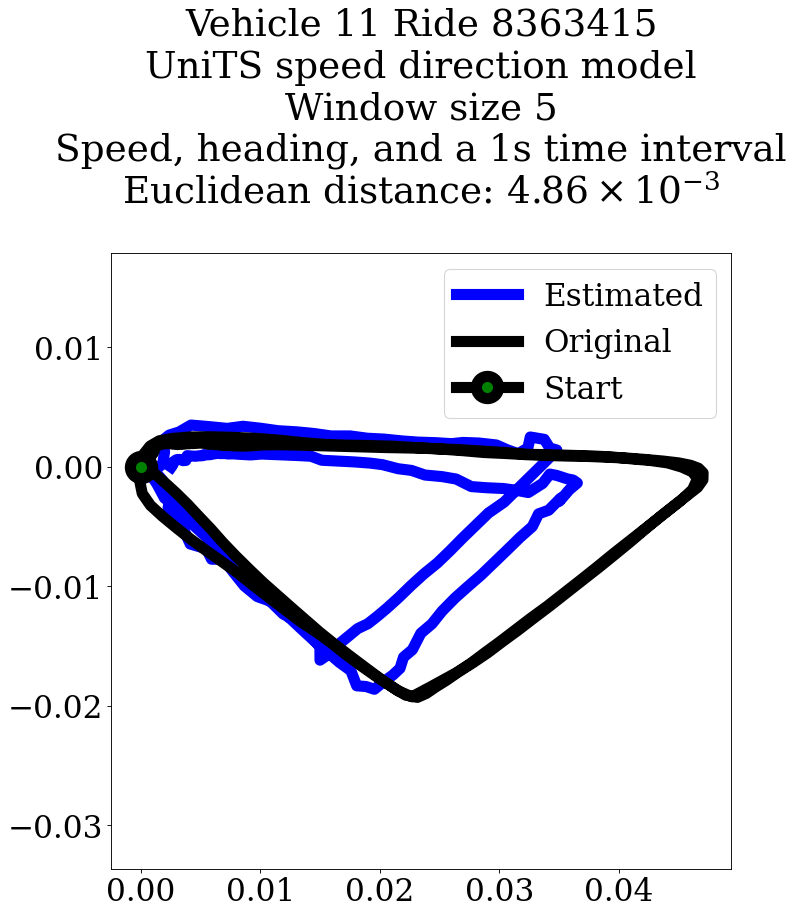 Vehicle 11 Ride 8363415
UniTS speed direction model
Window size 5
Speed, heading, and a 1s time interval
Euclidean distance: 4.86 × 10⁻³
Estimated
Original
Start
0.01
0.00
−0.01
−0.02
−0.03
0.00 0.01 0.02 0.03 0.04